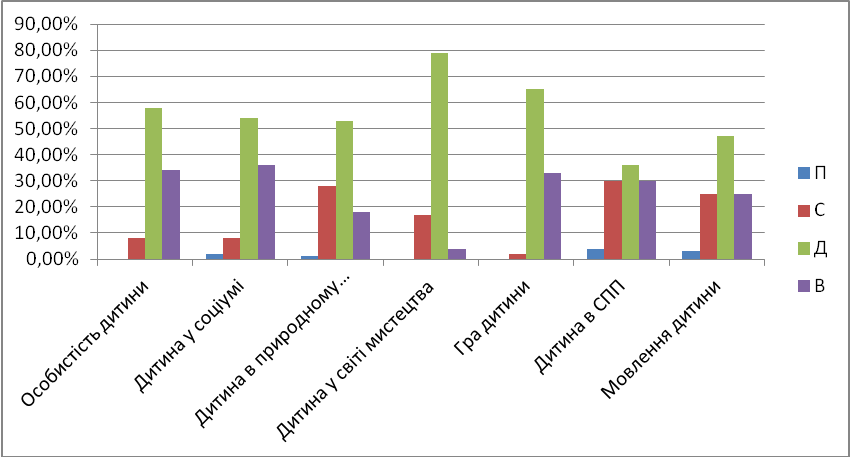 90,00%
80,00%
70,00%
60,00%
50,00%
40,00%
30,00%
20,00%
10,00%
0,00%
Особистість дитини
Дитина у соціумі
Дитина в природному...
Дитина у світі мистецтва
Гра дитини
Дитина в СПП
Мовлення дитини
П
С
Д
В